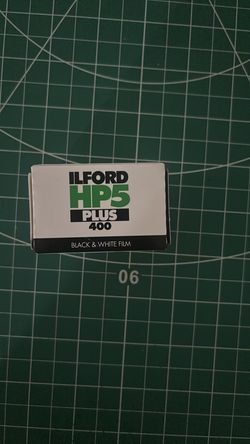 ILFORD
HP5
PLUS
400
BLACK & WHITE FILM
06